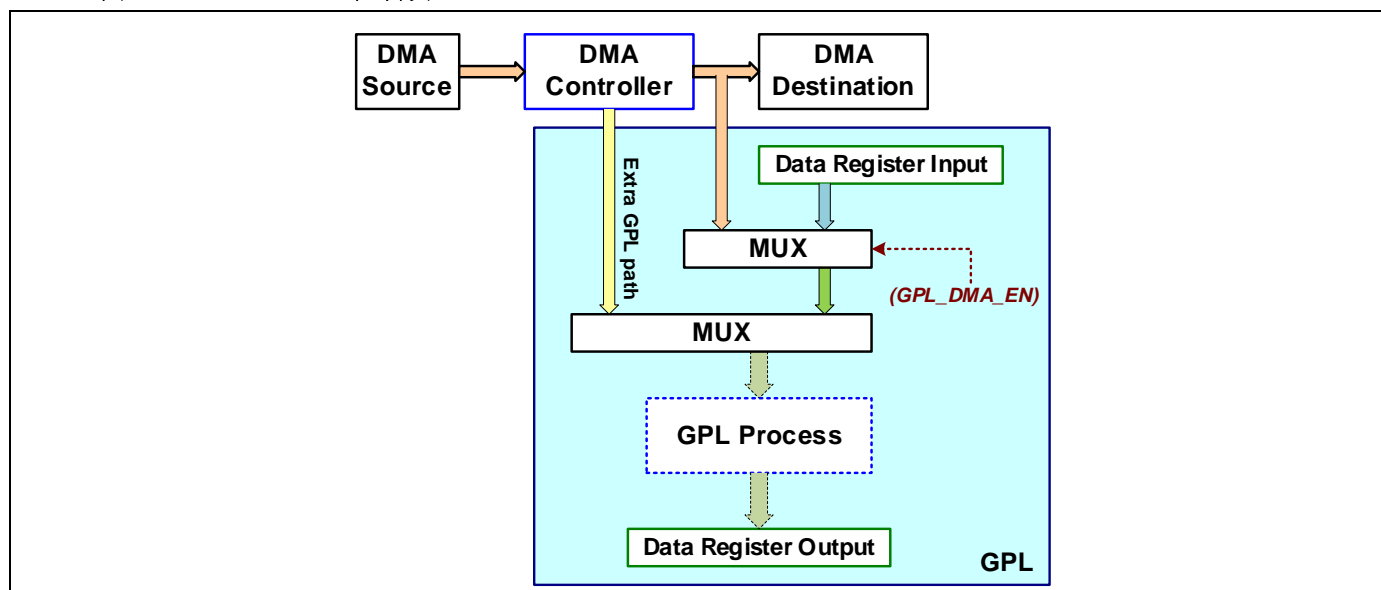 DMA
Source
DMA
Controller
DMA
Destination
Extra GPL path
Data Register Input
MUX
(GPL_DMA_EN)
MUX
GPL Process
Data Register Output
GPL